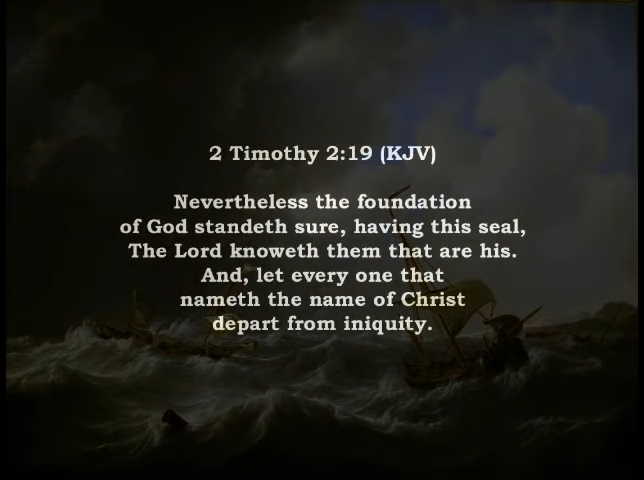 2 Timothy 2:19 (KJV)
Nevertheless the foundation
of God standeth sure, having this seal,
The Lord knoweth them that are his.
And, let every one that
nameth the name of Christ
depart from iniquity.